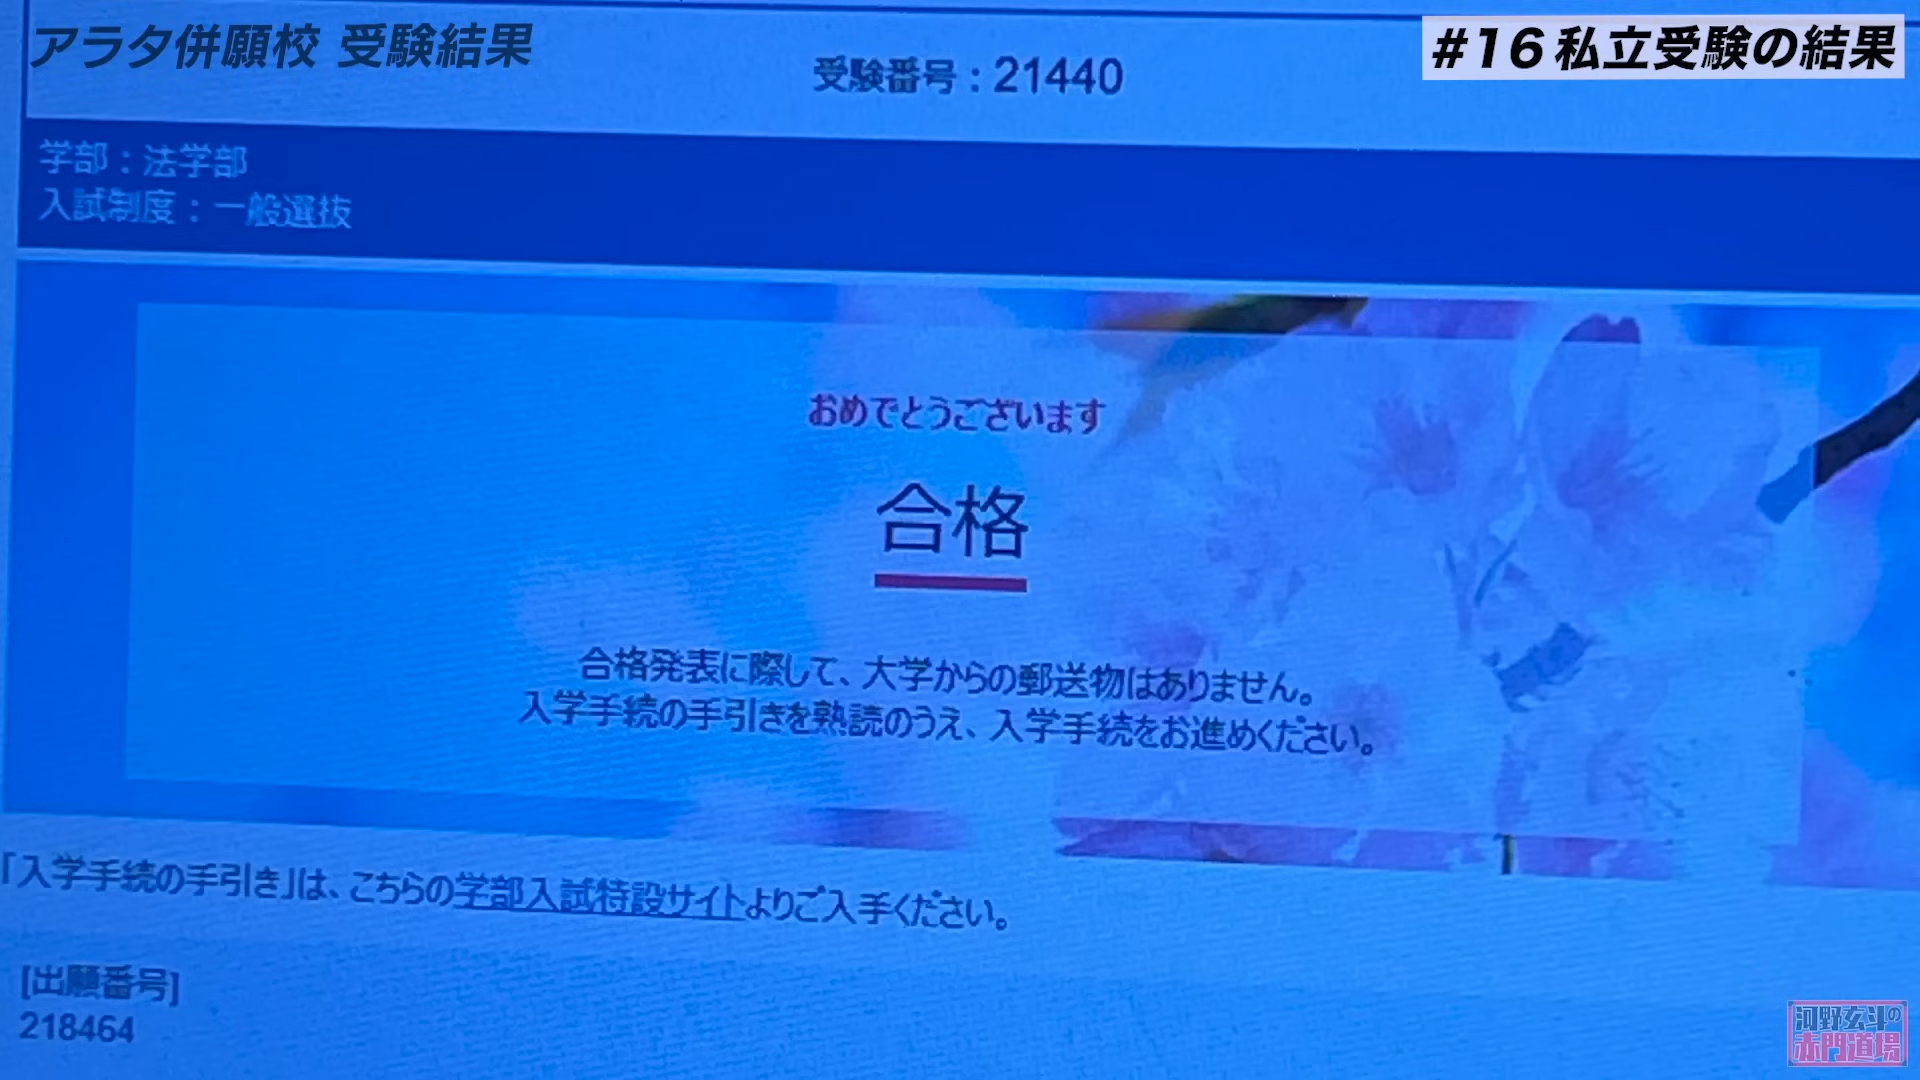 アラタ併願校 受験結果
#16 私立受験の結果
受験番号：21440
学部：法学部
入試制度：一般選抜
おめでとうございます
合格
合格発表に際して、大学からの郵送物はありません。
入学手続の手引きを熟読のうえ、入学手続をお進めください。
「入学手続の手引き」は、こちらの学部入試特設サイトよりご入手ください。
[出願番号]
218464
河野玄斗の
赤門道場